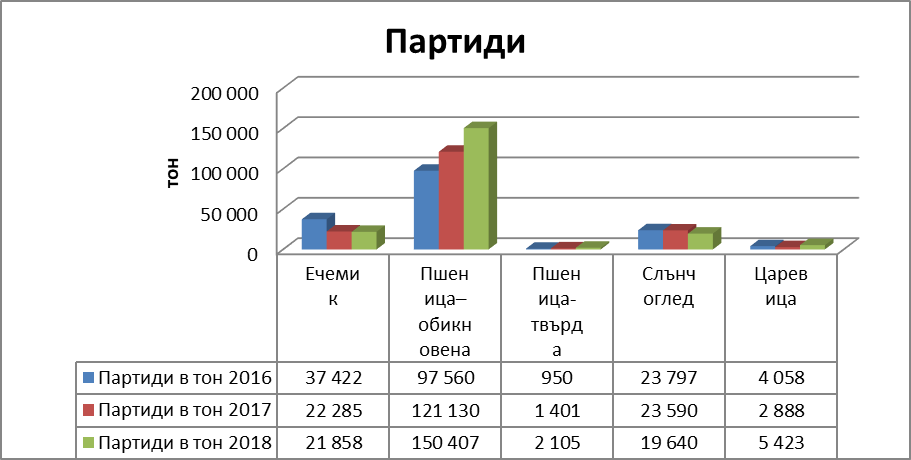 Партиди
тон
200 000
150 000
100 000
50 000
0
Ечеми
к
Пшен
ица–
обикн
овена
Пшен
ица-
твърд
а
Слънч
оглед
Царев
ица
Партиди в тон 2016 37 422 97 560 950 23 797 4 058
Партиди в тон 2017 22 285 121 130 1 401 23 590 2 888
Партиди в тон 2018 21 858 150 407 2 105 19 640 5 423